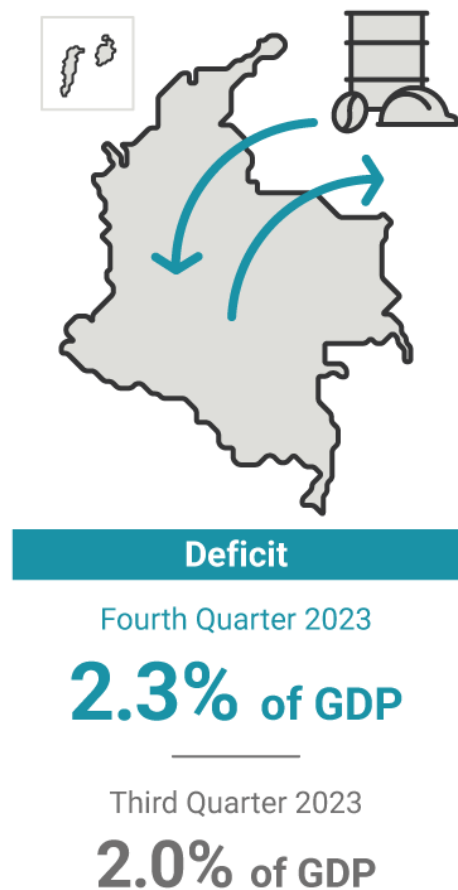 Deficit
Fourth Quarter 2023
2.3% of GDP
Third Quarter 2023
2.0% of GDP